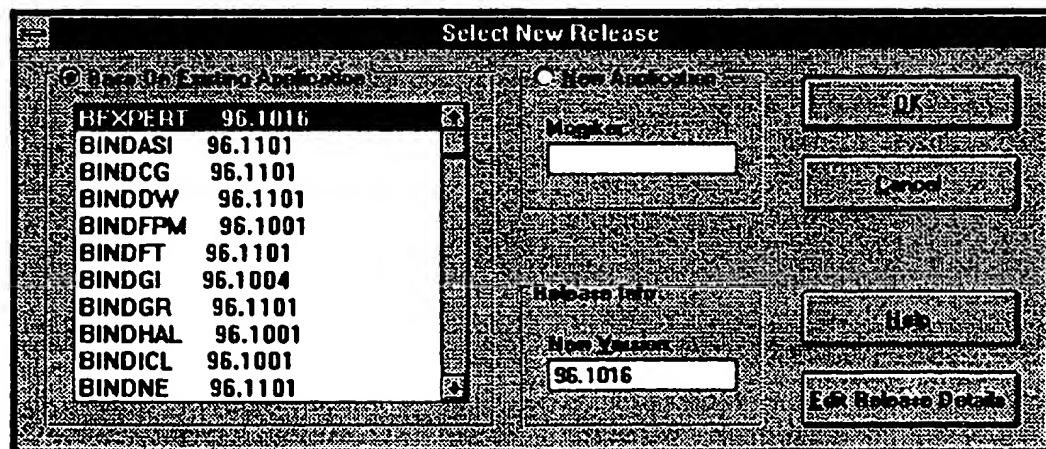 Select New Release
Base On Existing Application
BFXPERT 96.1016
BINDASI 96.1101
BINDCG 96.1101
BINDDW 96.1101
BINDFPM 96.1001
BINDFT 96.1101
BINDGI 96.1004
BINDGR 96.1101
BINDHAL 96.1001
BINDICL 96.1001
BINDNE 96.1101
New Application
Moniker:
Release Info
New Version:
96.1016
OK
Cancel
Help
Edit Release Details